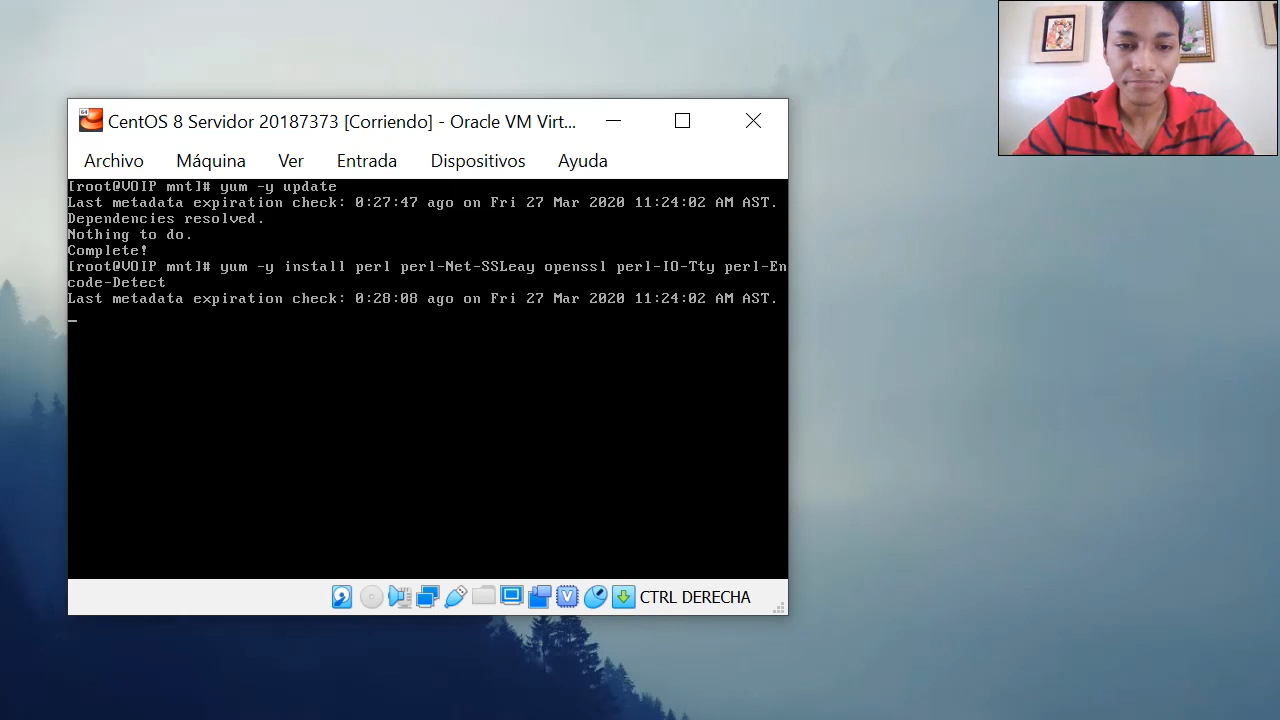 CentOS 8 Servidor 20187373 [Corriendo] - Oracle VM Virt...
Archivo Máquina Ver Entrada Dispositivos Ayuda
[root@VOIP mnt]# yum -y update
Last metadata expiration check: 0:27:47 ago on Fri 27 Mar 2020 11:24:02 AM AST.
Dependencies resolved.
Nothing to do.
Complete!
[root@VOIP mnt]# yum -y install perl perl-Net-SSLeay openssl perl-IO-Tty perl-En
code-Detect
Last metadata expiration check: 0:28:08 ago on Fri 27 Mar 2020 11:24:02 AM AST.
_
CTRL DERECHA